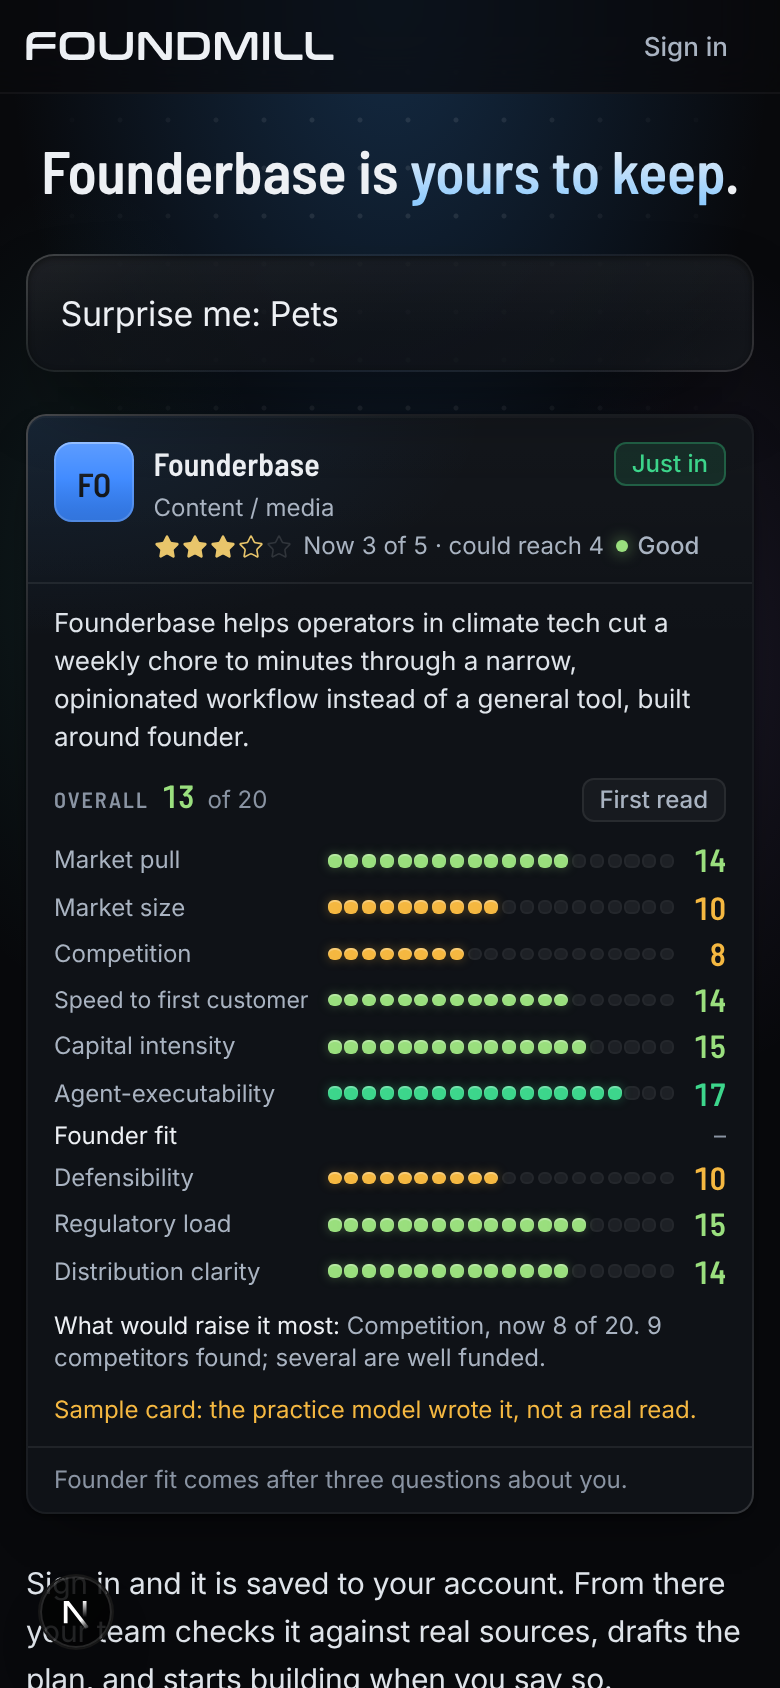 FOUNDMILL
Sign in
Founderbase is yours to keep.
Surprise me: Pets
FO
Founderbase
Just in
Content / media
Now 3 of 5 · could reach 4
Good
Founderbase helps operators in climate tech cut a
weekly chore to minutes through a narrow,
opinionated workflow instead of a general tool, built
around founder.
OVERALL 13 of 20
First read
Market pull 14
Market size 10
Competition 8
Speed to first customer 14
Capital intensity 15
Agent-executability 17
Founder fit –
Defensibility 10
Regulatory load 15
Distribution clarity 14
What would raise it most: Competition, now 8 of 20. 9
competitors found; several are well funded.
Sample card: the practice model wrote it, not a real read.
Founder fit comes after three questions about you.
Sign in and it is saved to your account. From there
N
your team checks it against real sources, drafts the
plan, and starts building when you say so.